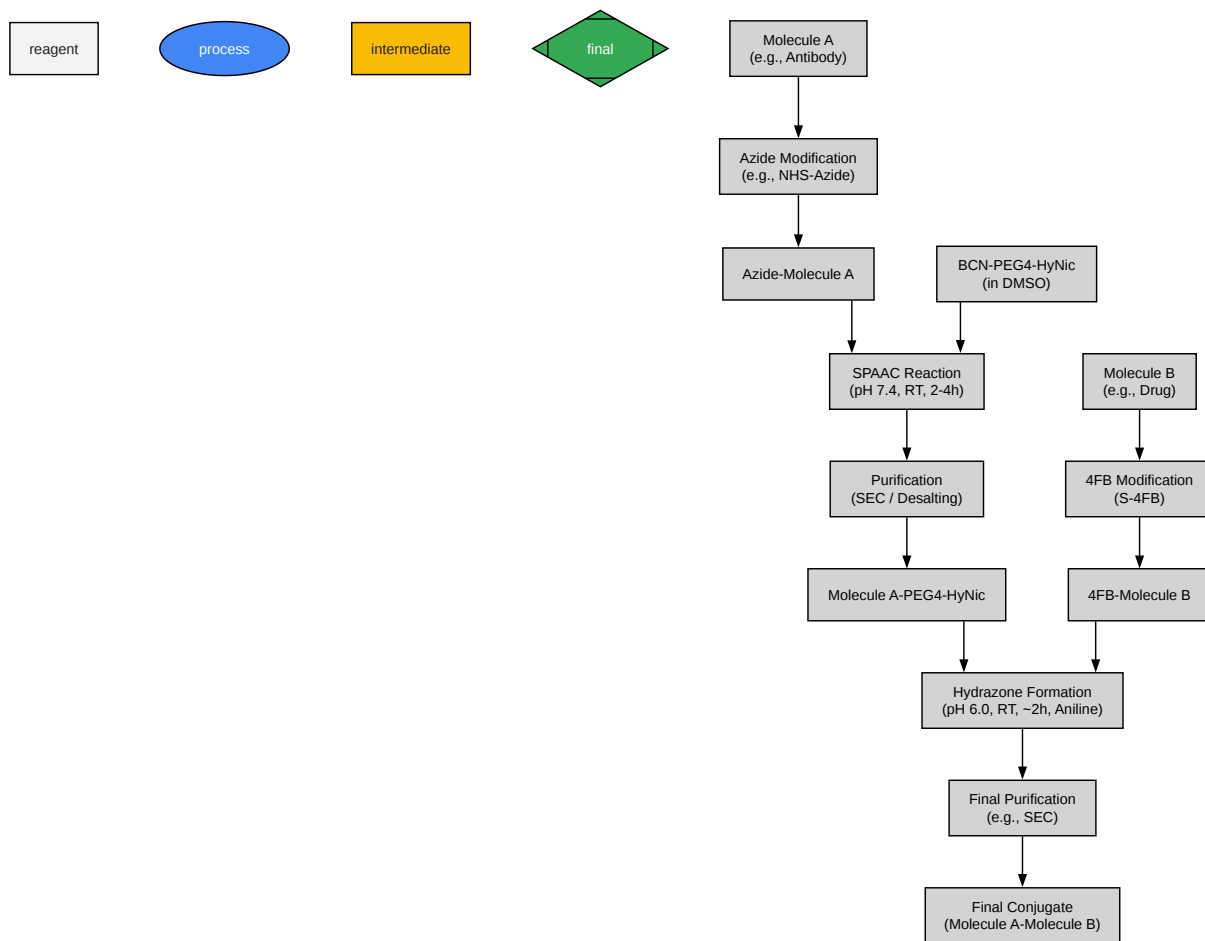 reagent
process
intermediate
final
Molecule A
(e.g., Antibody)
Azide Modification
(e.g., NHS-Azide)
Azide-Molecule A
BCN-PEG4-HyNic
(in DMSO)
SPAAC Reaction
(pH 7.4, RT, 2-4h)
Molecule B
(e.g., Drug)
Purification
(SEC / Desalting)
4FB Modification
(S-4FB)
Molecule A-PEG4-HyNic
4FB-Molecule B
Hydrazone Formation
(pH 6.0, RT, ~2h, Aniline)
Final Purification
(e.g., SEC)
Final Conjugate
(Molecule A-Molecule B)